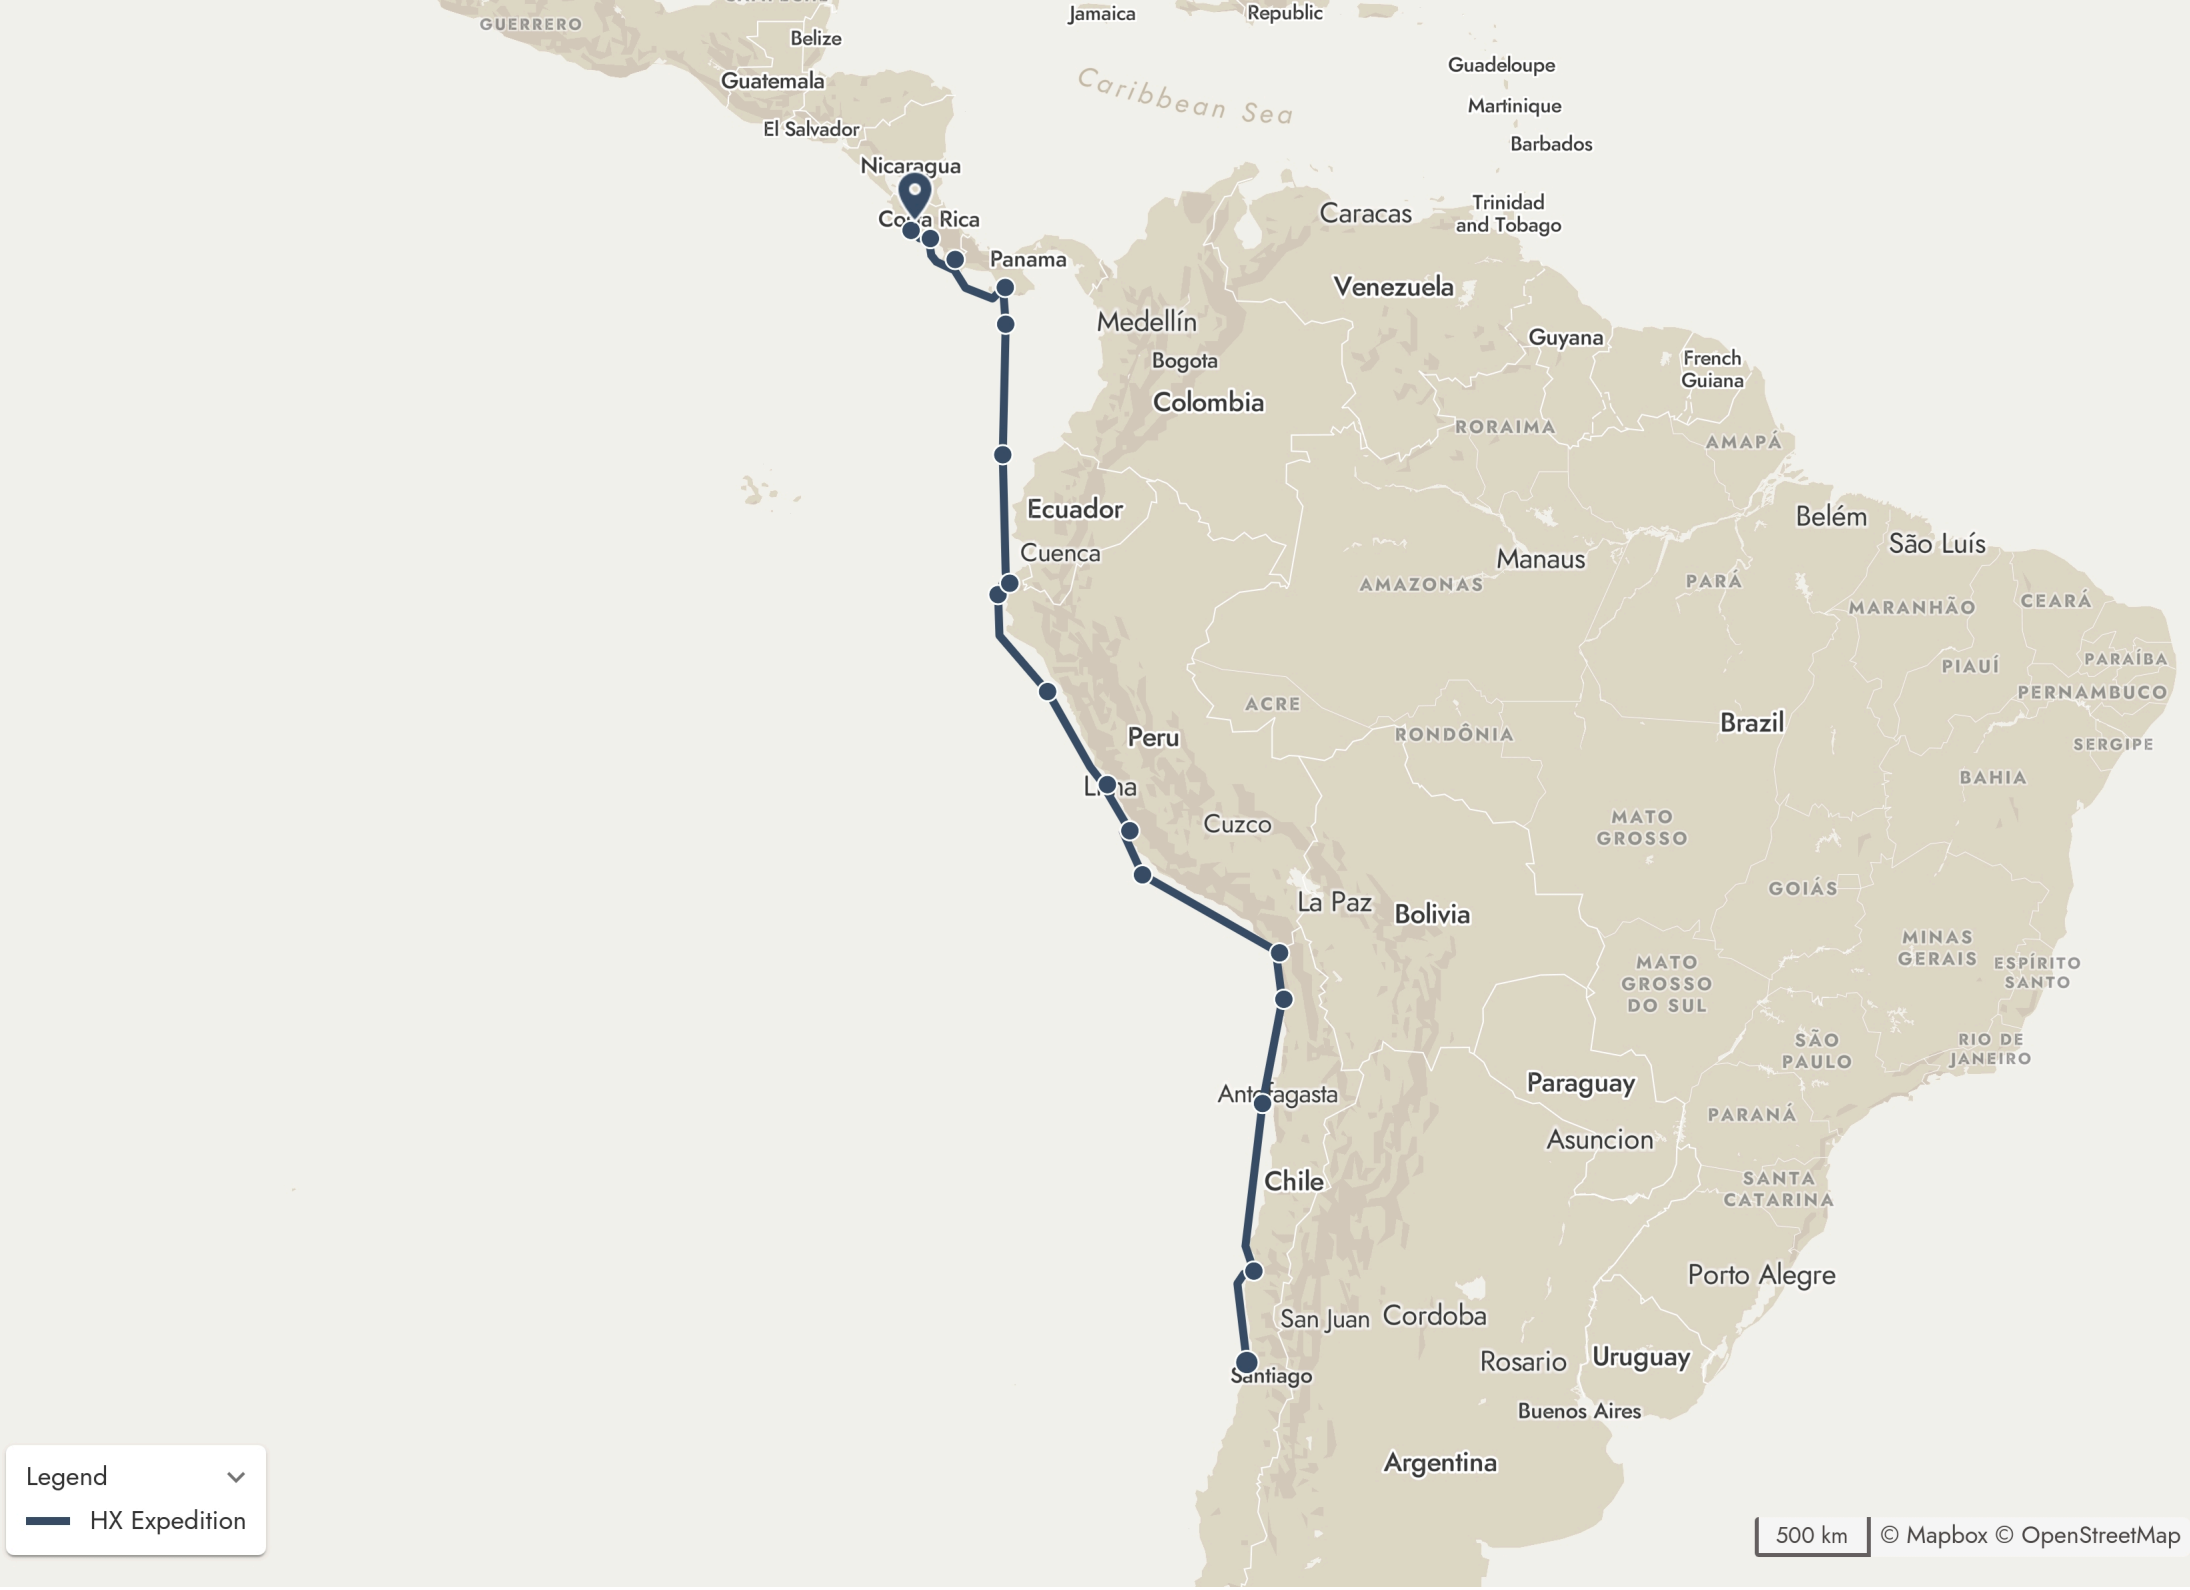 GUERRERO
Jamaica
Republic
Belize
Guatemala
Caribbean Sea
Guadeloupe
Martinique
El Salvador
Barbados
Nicaragua
Trinidad
and Tobago
Caracas
Costa Rica
Panama
Venezuela
Medellín
Guyana
Bogota
French
Guiana
Colombia
RORAIMA
AMAPÁ
Ecuador
Belém
Cuenca
Manaus
São Luís
AMAZONAS
PARÁ
MARANHÃO
CEARÁ
PIAUÍ
PARAÍBA
PERNAMBUCO
ACRE
RONDÔNIA
Peru
Brazil
SERGIPE
Lima
BAHIA
Cuzco
MATO
GROSSO
GOIÁS
La Paz
Bolivia
MINAS
GERAIS
MATO
GROSSO
DO SUL
ESPÍRITO
SANTO
SÃO
PAULO
RIO DE
JANEIRO
Antofagasta
Paraguay
PARANÁ
Asuncion
Chile
SANTA
CATARINA
Porto Alegre
San Juan
Cordoba
Rosario
Uruguay
Santiago
Buenos Aires
Argentina
Legend
HX Expedition
500 km
© Mapbox © OpenStreetMap